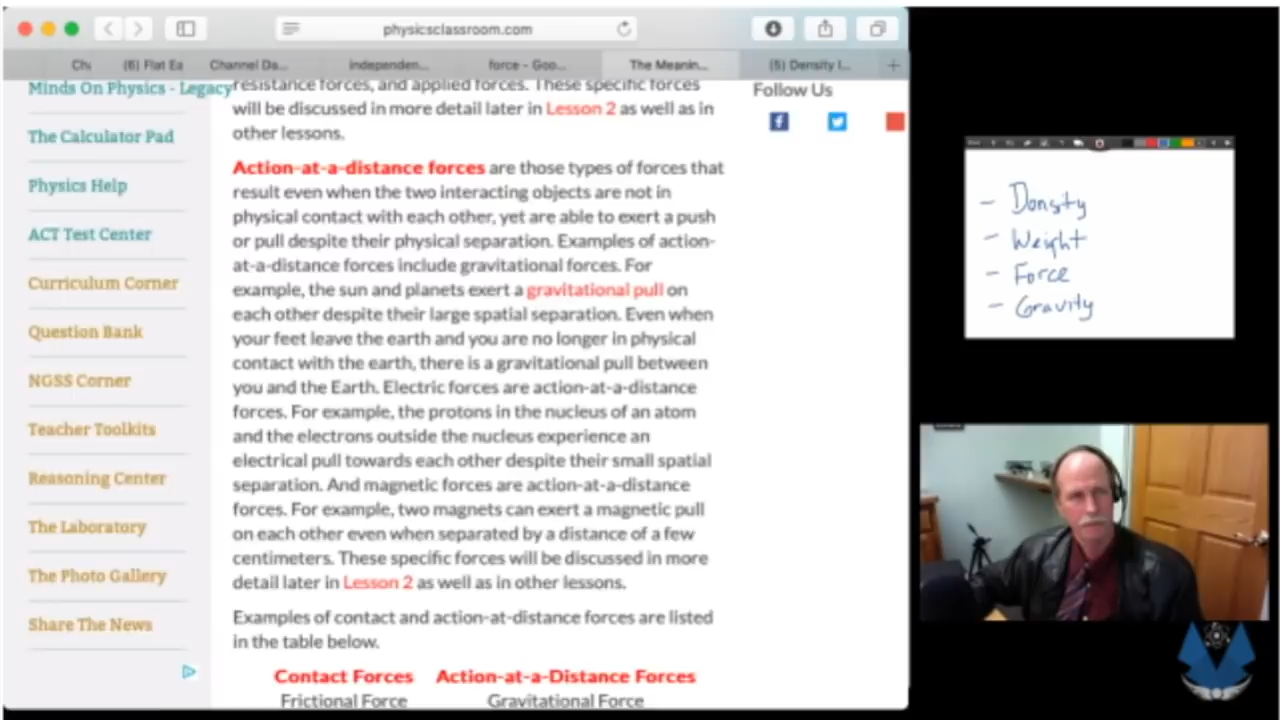 physicsclassroom.com
(6) Flat Ea
Channel Da...
independen...
force - Goo...
The Meanin...
(5) Density I...
Minds On Physics - Legacy
The Calculator Pad
Physics Help
ACT Test Center
Curriculum Corner
Question Bank
NGSS Corner
Teacher Toolkits
Reasoning Center
The Laboratory
The Photo Gallery
Share The News
resistance forces, and applied forces. These specific forces
will be discussed in more detail later in Lesson 2 as well as in
other lessons.
Action-at-a-distance forces are those types of forces that
result even when the two interacting objects are not in
physical contact with each other, yet are able to exert a push
or pull despite their physical separation. Examples of action-
at-a-distance forces include gravitational forces. For
example, the sun and planets exert a gravitational pull on
each other despite their large spatial separation. Even when
your feet leave the earth and you are no longer in physical
contact with the earth, there is a gravitational pull between
you and the Earth. Electric forces are action-at-a-distance
forces. For example, the protons in the nucleus of an atom
and the electrons outside the nucleus experience an
electrical pull towards each other despite their small spatial
separation. And magnetic forces are action-at-a-distance
forces. For example, two magnets can exert a magnetic pull
on each other even when separated by a distance of a few
centimeters. These specific forces will be discussed in more
detail later in Lesson 2 as well as in other lessons.
Examples of contact and action-at-distance forces are listed
in the table below.
Contact Forces Action-at-a-Distance Forces
Frictional Force Gravitational Force
Follow Us
- Density
- Weight
- Force
- Gravity